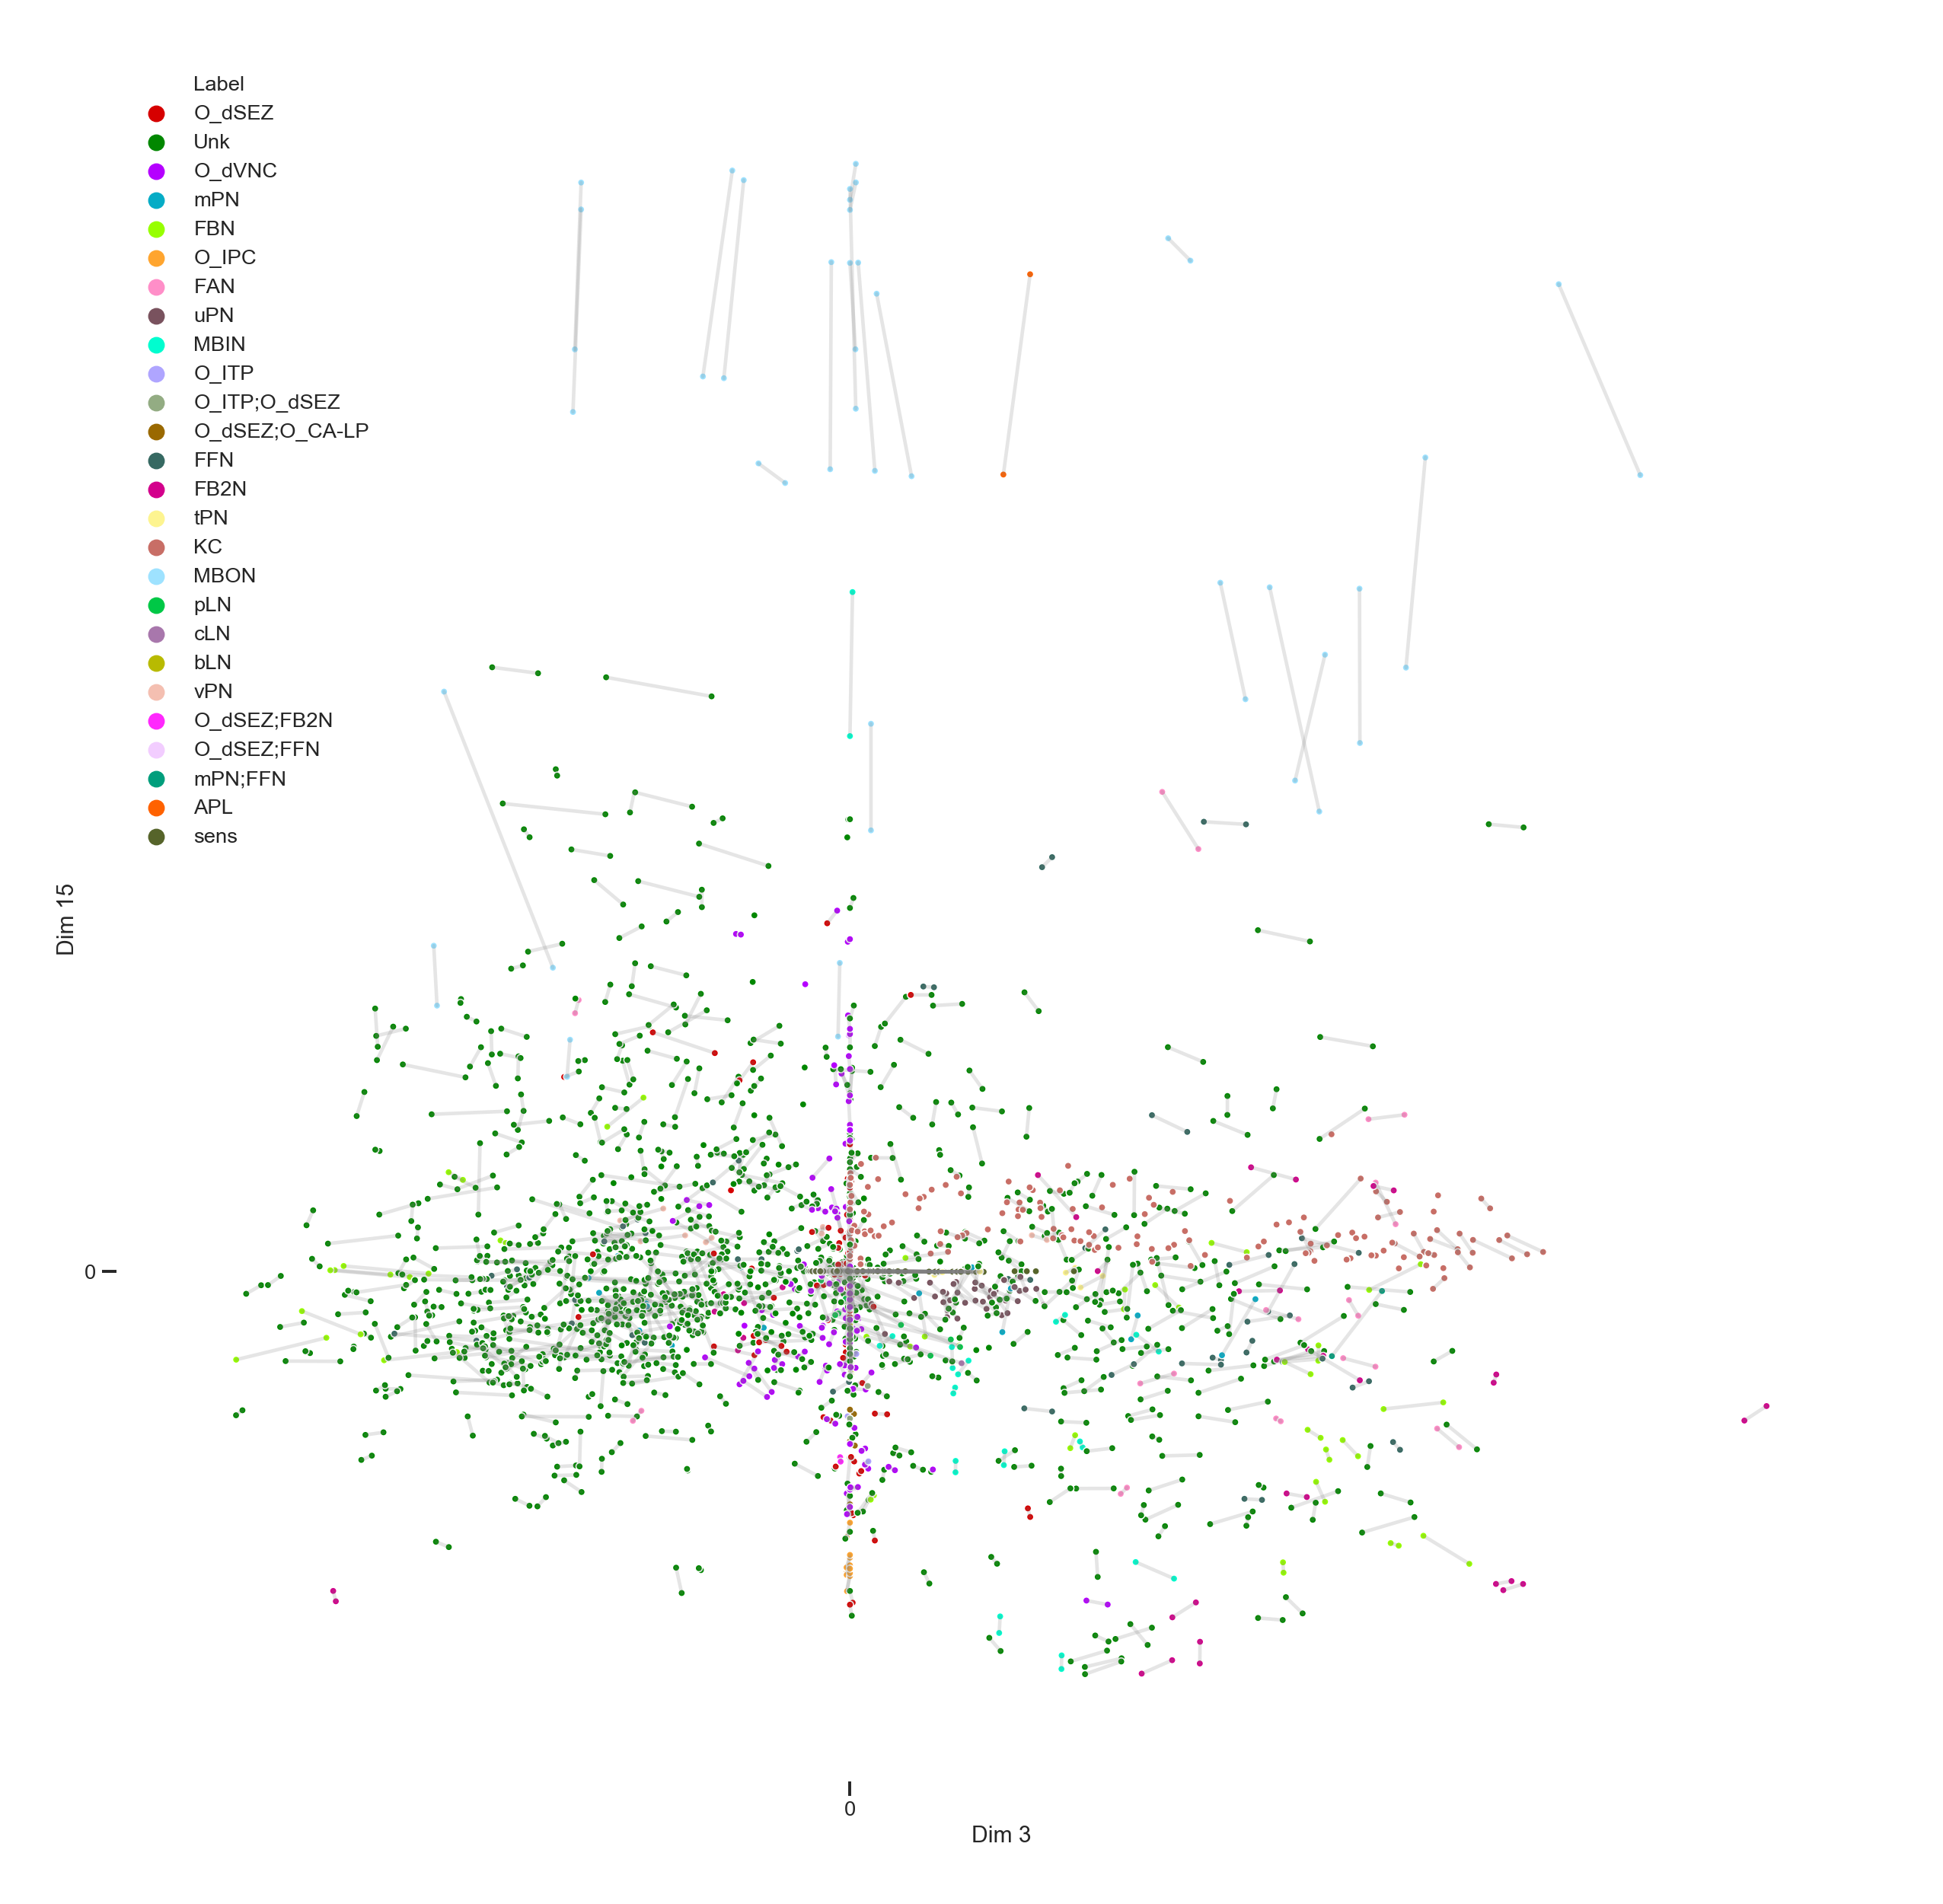 Label
O_dSEZ
Unk
O_dVNC
mPN
FBN
O_IPC
FAN
uPN
MBIN
O_ITP
O_ITP;O_dSEZ
O_dSEZ;O_CA-LP
FFN
FB2N
tPN
KC
MBON
pLN
cLN
bLN
vPN
O_dSEZ;FB2N
O_dSEZ;FFN
mPN;FFN
APL
sens
Dim 15
0
0
Dim 3